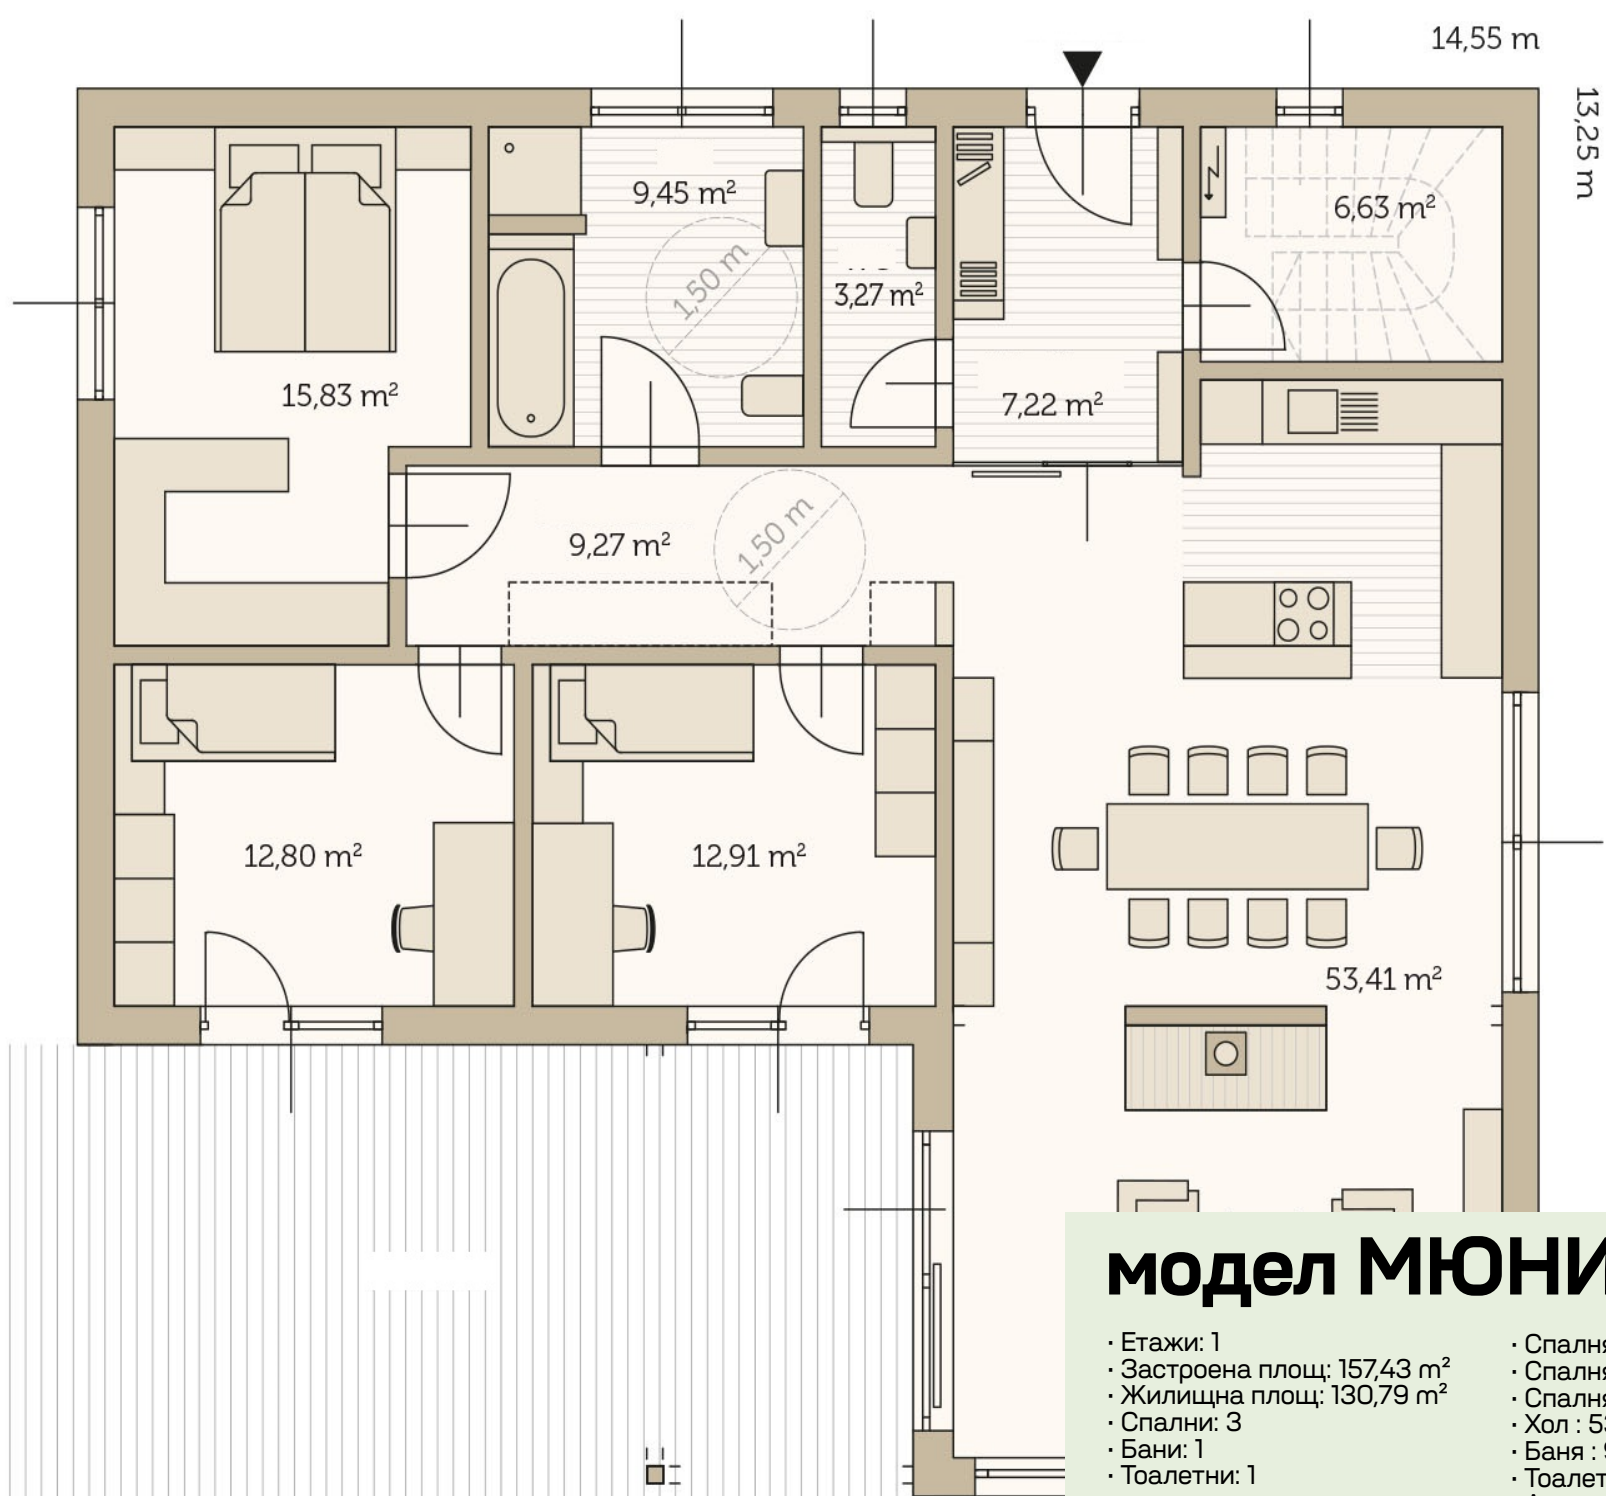 14,55 m
13,25 m
9,45 m²
6,63 m²
1,50 m
3,27 m²
15,83 m²
7,22 m²
9,27 m²
1,50 m
12,80 m²
12,91 m²
53,41 m²
модел МЮНИ
· Етажи: 1
· Застроена площ: 157,43 m²
· Жилищна площ: 130,79 m²
· Спални: 3
· Бани: 1
· Тоалетни: 1
· Спалня
· Спалня
· Спалня
· Хол : 5
· Баня :
· Тоалет